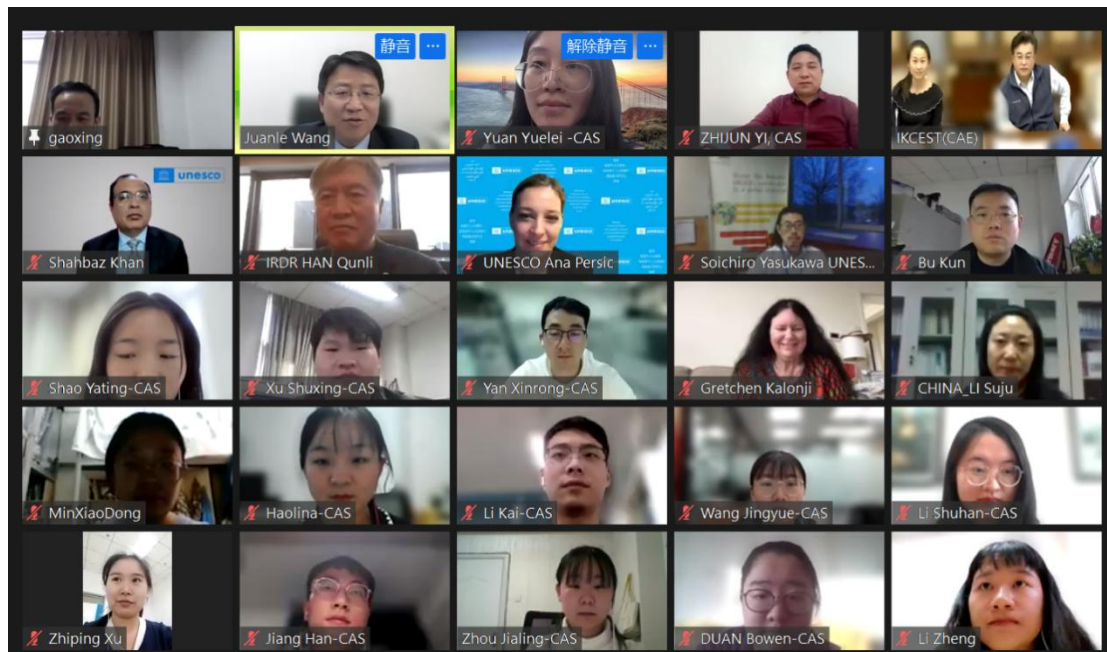 静音 ...
解除静音 ...
gaoxing
Juanle Wang
Yuan Yuelei -CAS
ZHIJUN YI, CAS
IKCEST(CAE)
unesco
Shahbaz Khan
IRDR HAN Qunli
UNESCO Ana Persic
Soichiro Yasukawa UNES...
Bu Kun
Shao Yating-CAS
Xu Shuxing-CAS
Yan Xinrong-CAS
Gretchen Kalonji
CHINA_LI Suju
MinXiaoDong
Haolina-CAS
Li Kai-CAS
Wang Jingyue-CAS
Li Shuhan-CAS
Zhiping Xu
Jiang Han-CAS
Zhou Jialing-CAS
DUAN Bowen-CAS
Li Zheng